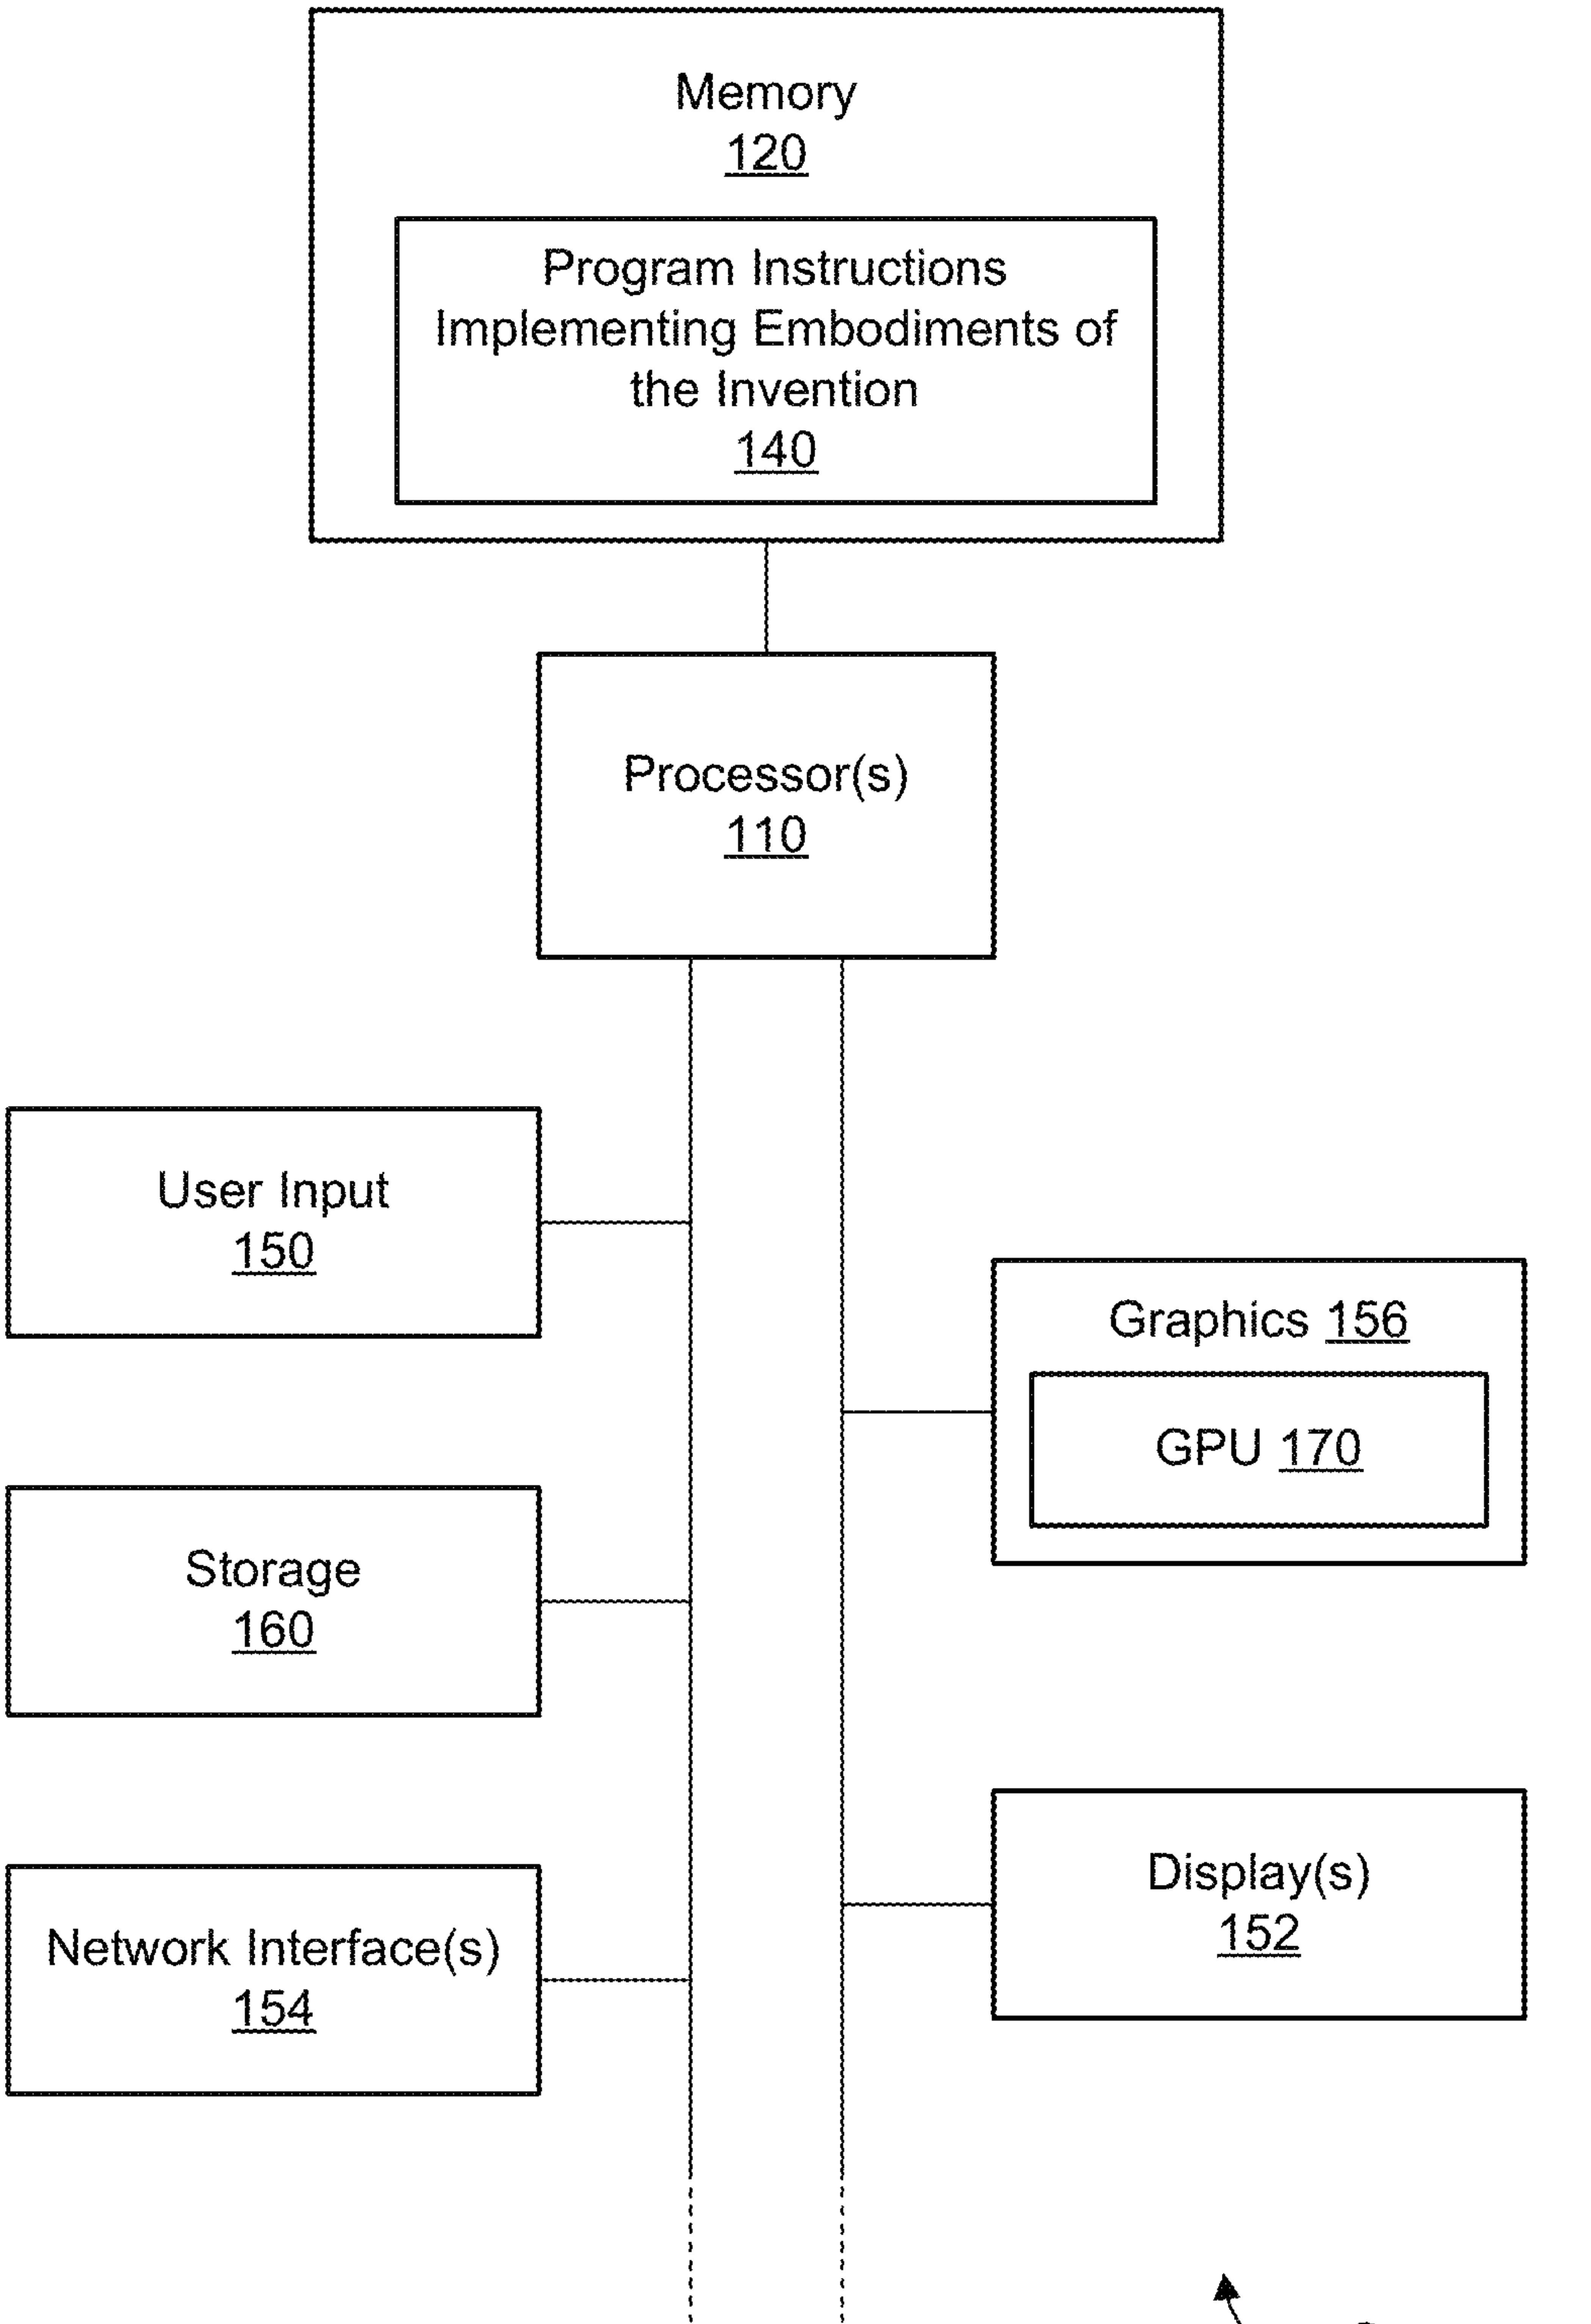 Memory
120
Program Instructions
Implementing Embodiments of
the Invention
140
Processor(s)
110
User Input
150
Graphics 156
GPU 170
Storage
160
Display(s)
152
Network Interface(s)
154